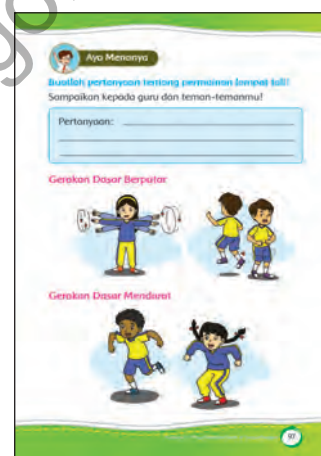 Ayo Menanya
Buatlah pertanyaan tentang permainan lompat tali!
Sampaikan kepada guru dan teman-temanmu!
Pertanyaan:
Gerakan Dasar Berputar
Gerakan Dasar Mendarat